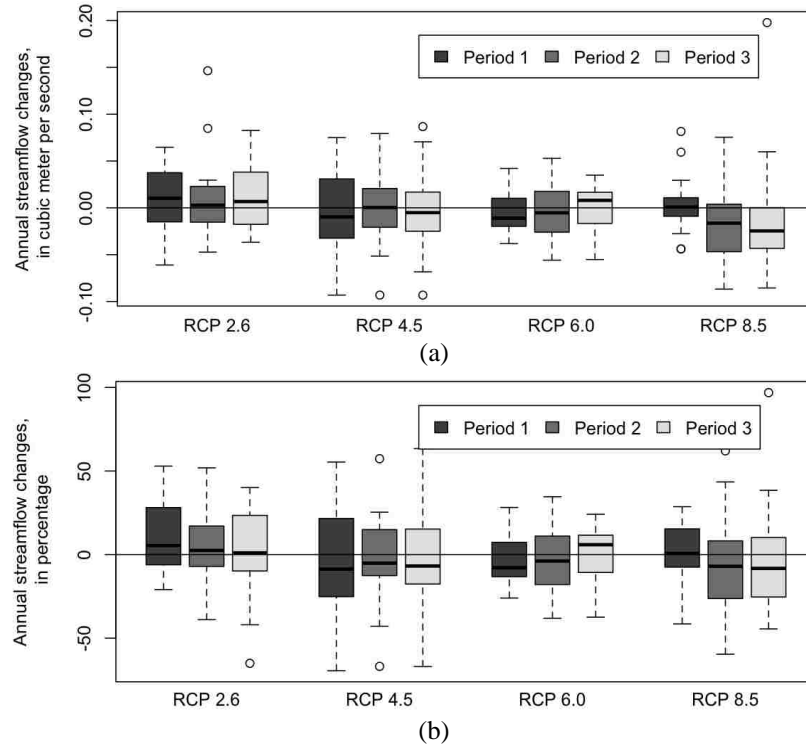 Annual streamflow changes,
in cubic meter per second
0.20
0.10
0.00
-0.10
Period 1 Period 2 Period 3
RCP 2.6 RCP 4.5 RCP 6.0 RCP 8.5
(a)
Annual streamflow changes,
in percentage
100
50
0
-50
Period 1 Period 2 Period 3
RCP 2.6 RCP 4.5 RCP 6.0 RCP 8.5
(b)